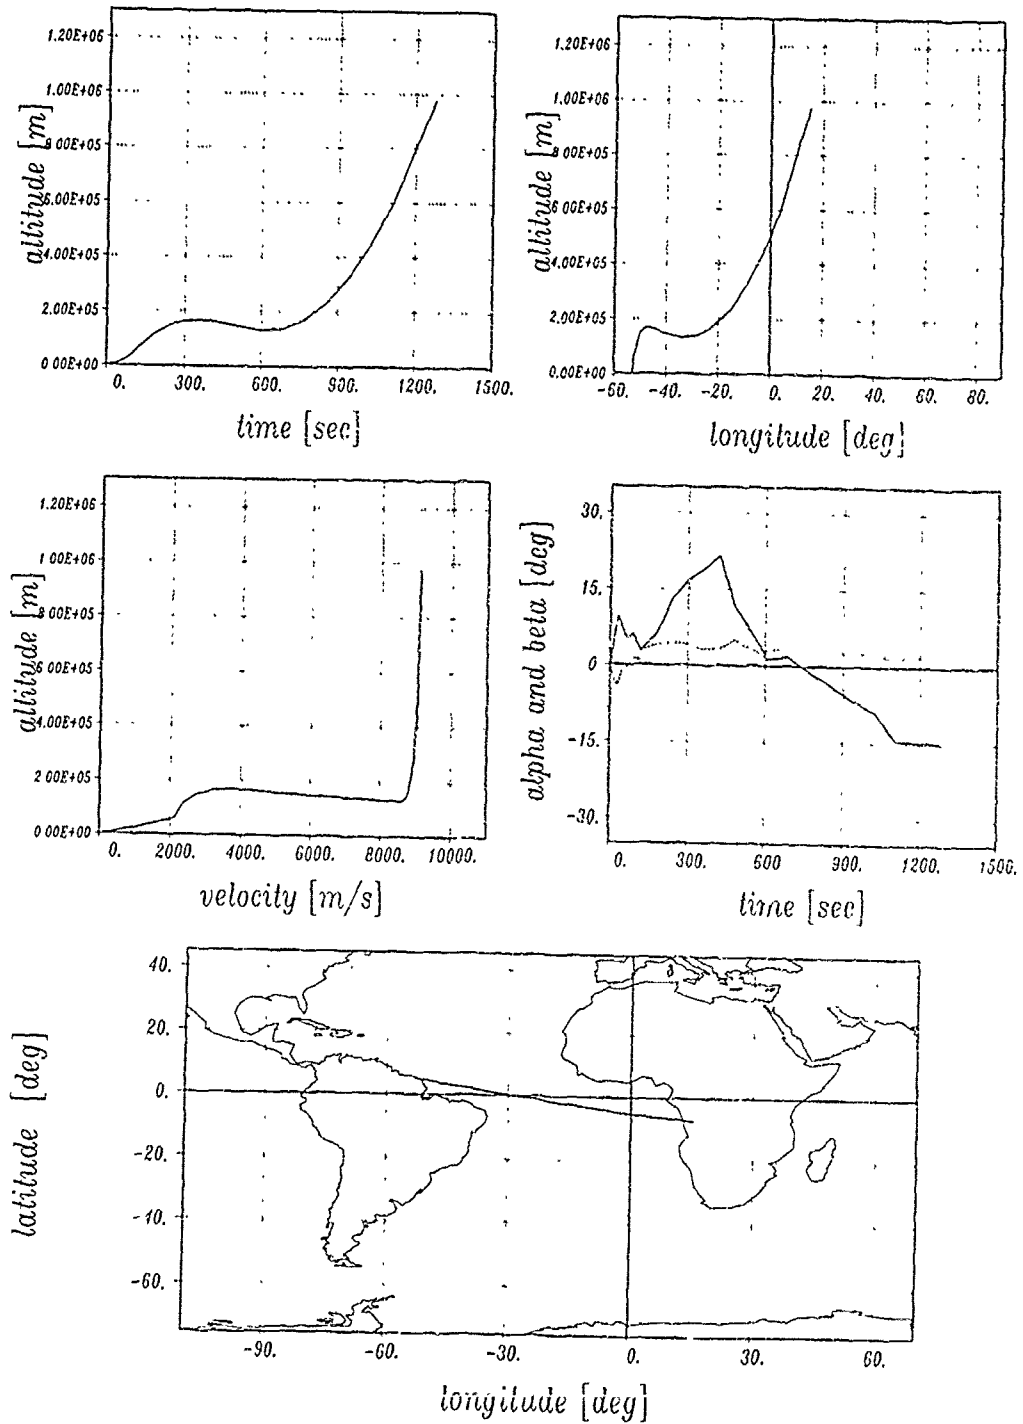 1.20E+06
1.00E+06
8.00E+05
6.00E+05
4.00E+05
2.00E+05
0.00E+00
altitude [m]
0. 300. 600. 900. 1200. 1500.
time [sec]
1.20E+06
1.00E+06
8.00E+05
6.00E+05
4.00E+05
2.00E+05
0.00E+00
altitude [m]
-60. -40. -20. 0. 20. 40. 60. 80.
longitude [deg]
1.20E+06
1.00E+06
8.00E+05
6.00E+05
4.00E+05
2.00E+05
0.00E+00
altitude [m]
0. 2000. 4000. 6000. 8000. 10000.
velocity [m/s]
30.
15.
0
-15.
-30.
alpha and beta [deg]
0. 300. 600 900. 1200. 1500.
time [sec]
40.
20.
0.
-20.
-40.
-60.
latitude [deg]
-90. -60. -30. 0. 30. 60.
longitude [deg]